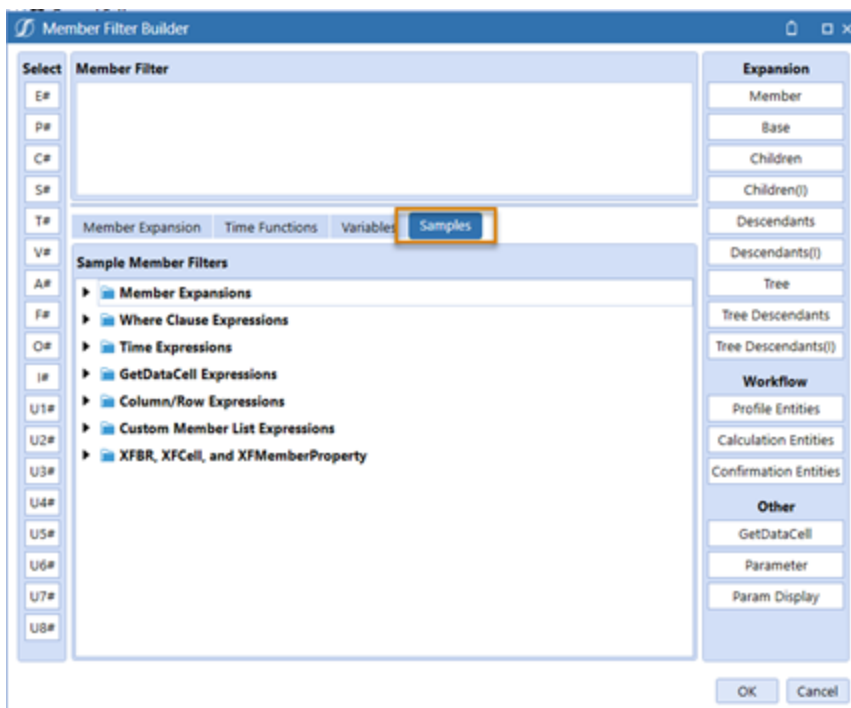 Member Filter Builder
Select
E#
P#
C#
S#
T#
V#
A#
F#
O#
I#
U1#
U2#
U3#
U4#
U5#
U6#
U7#
U8#
Member Filter
Member Expansion Time Functions Variables Samples
Sample Member Filters
Member Expansions
Where Clause Expressions
Time Expressions
GetDataCell Expressions
Column/Row Expressions
Custom Member List Expressions
XFBR, XFCell, and XFMemberProperty
Expansion
Member
Base
Children
Children(I)
Descendants
Descendants(I)
Tree
Tree Descendants
Tree Descendants(I)
Workflow
Profile Entities
Calculation Entities
Confirmation Entities
Other
GetDataCell
Parameter
Param Display
OK Cancel